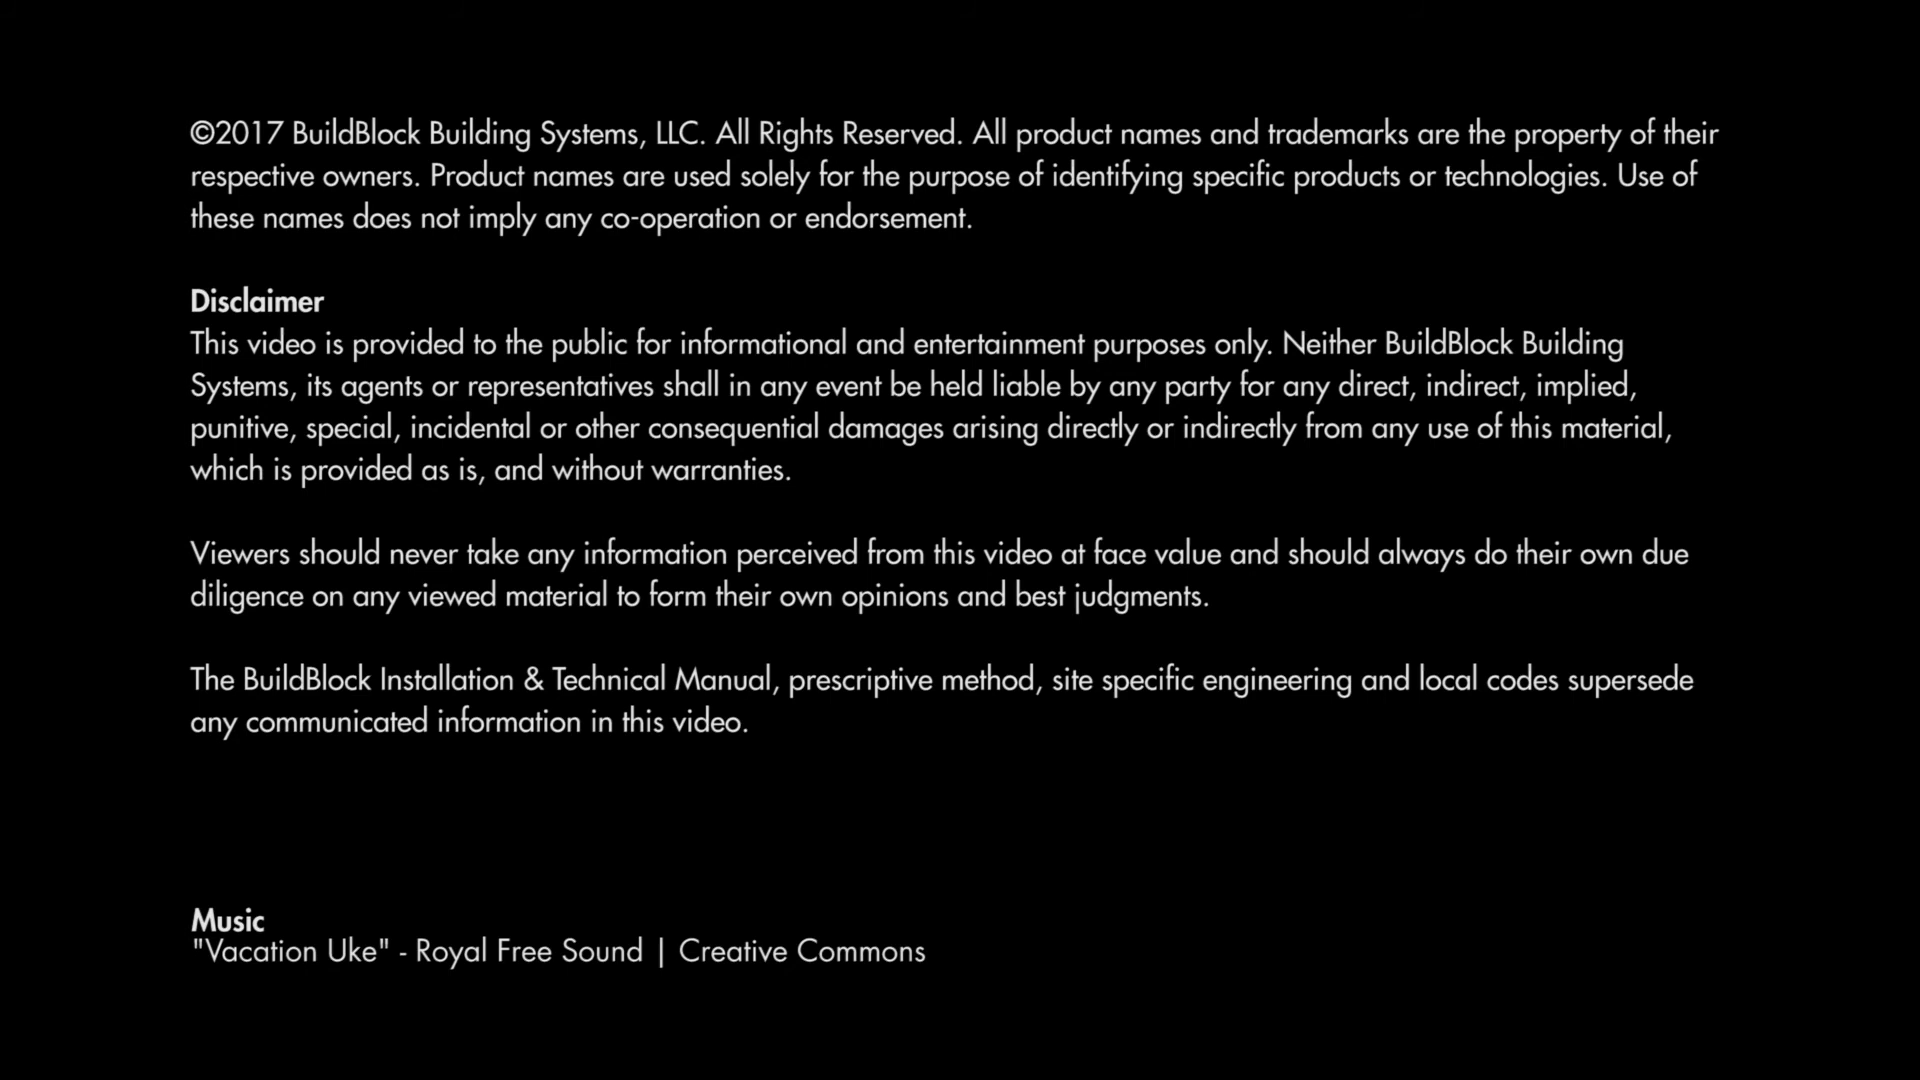 ©2017 BuildBlock Building Systems, LLC. All Rights Reserved. All product names and trademarks are the property of their
respective owners. Product names are used solely for the purpose of identifying specific products or technologies. Use of
these names does not imply any co-operation or endorsement.
Disclaimer
This video is provided to the public for informational and entertainment purposes only. Neither BuildBlock Building
Systems, its agents or representatives shall in any event be held liable by any party for any direct, indirect, implied,
punitive, special, incidental or other consequential damages arising directly or indirectly from any use of this material,
which is provided as is, and without warranties.
Viewers should never take any information perceived from this video at face value and should always do their own due
diligence on any viewed material to form their own opinions and best judgments.
The BuildBlock Installation & Technical Manual, prescriptive method, site specific engineering and local codes supersede
any communicated information in this video.
Music
"Vacation Uke" - Royal Free Sound | Creative Commons